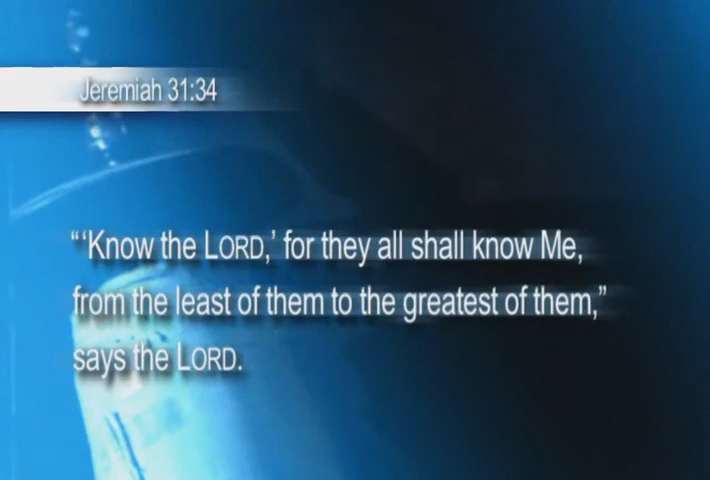 Jeremiah 31:34
“‘Know the LORD,’ for they all shall know Me,
from the least of them to the greatest of them,”
says the LORD.